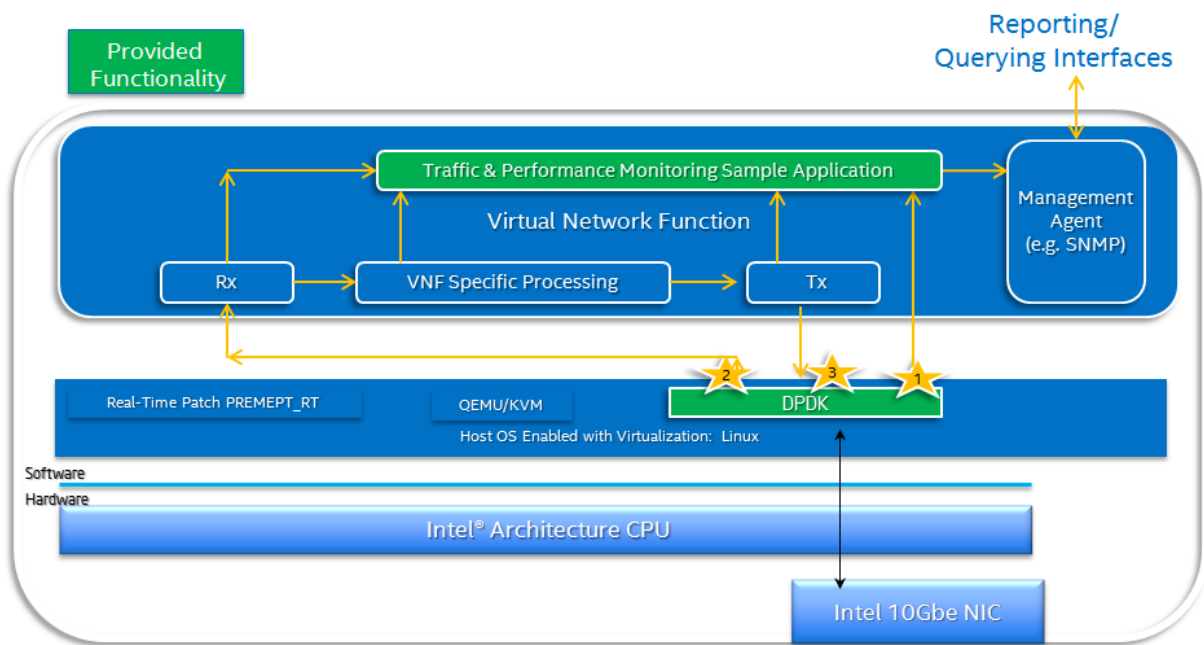 Reporting/
Querying Interfaces
Provided
Functionality
Traffic & Performance Monitoring Sample Application
Management
Agent
(e.g. SNMP)
Virtual Network Function
Rx
VNF Specific Processing
Tx
2
3
1
Real-Time Patch PREMEPT_RT
QEMU/KVM
DPDK
Host OS Enabled with Virtualization: Linux
Software
Hardware
Intel® Architecture CPU
Intel 10Gbe NIC